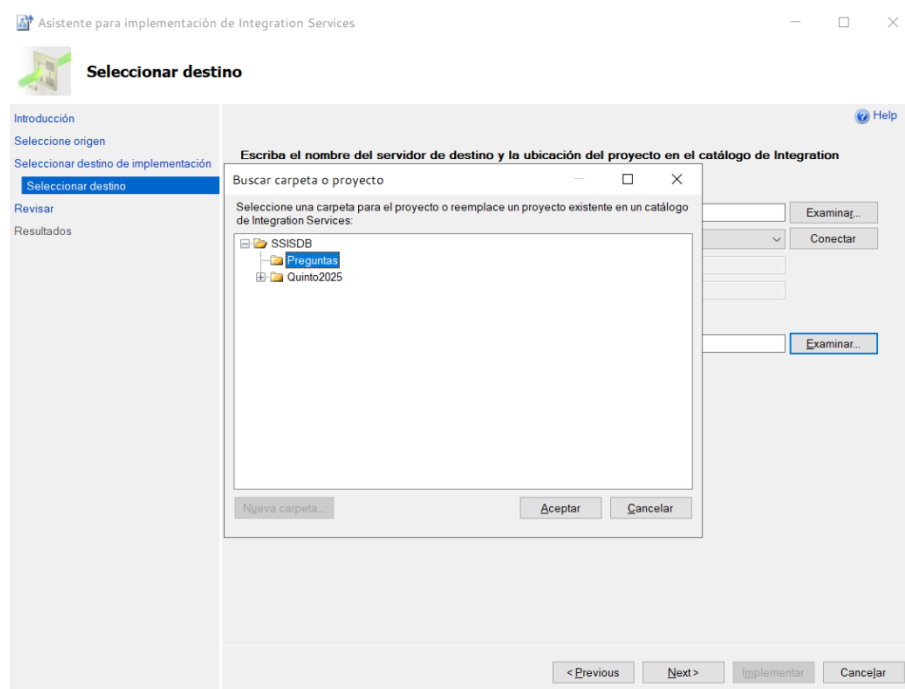 Asistente para implementación de Integration Services
Seleccionar destino
Help
Introducción
Seleccione origen
Seleccionar destino de implementación
Seleccionar destino
Revisar
Resultados
Escriba el nombre del servidor de destino y la ubicación del proyecto en el catálogo de Integration
Examinar...
Conectar
Examinar...
Buscar carpeta o proyecto
Seleccione una carpeta para el proyecto o reemplace un proyecto existente en un catálogo
de Integration Services:
SSISDB
Preguntas
Quinto2025
Nueva carpeta...
Aceptar
Cancelar
< Previous
Next >
Implementar
Cancelar